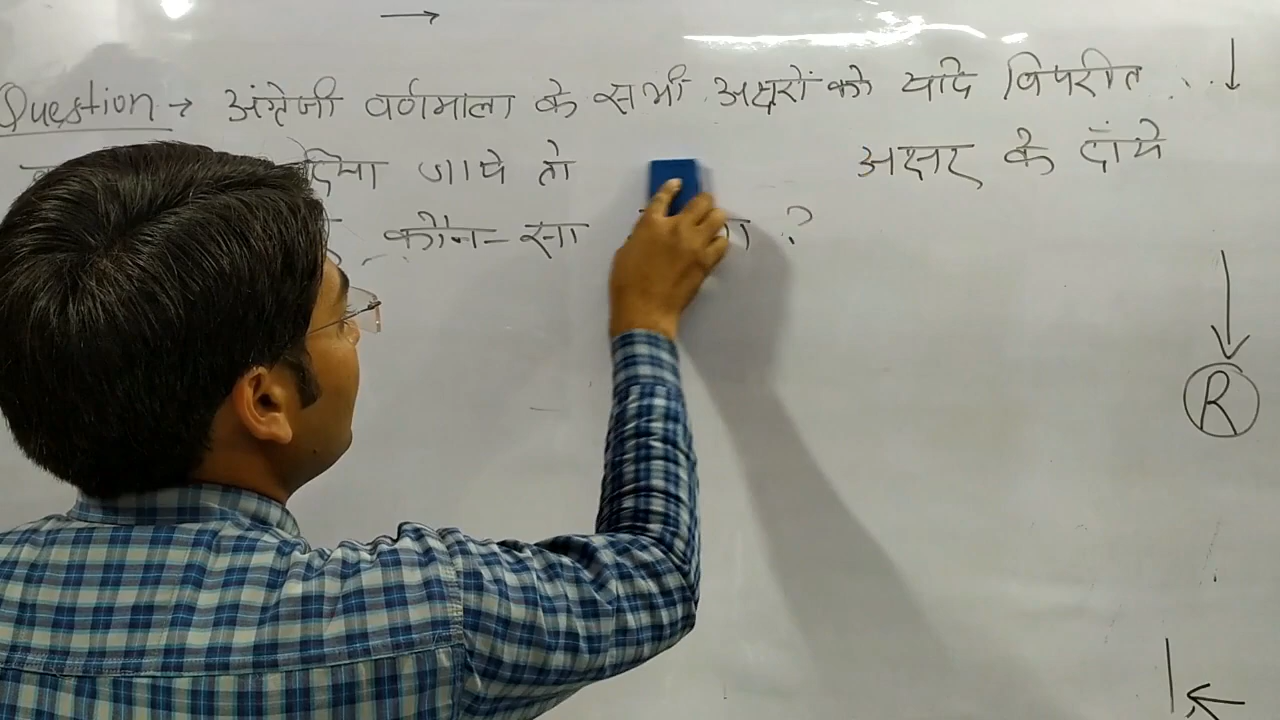 Question → अंग्रेजी वर्णमाला के सभी अक्षरों को यदि विपरीत
दिया जाये तो अक्षर के दांये
कौन-सा ?
R